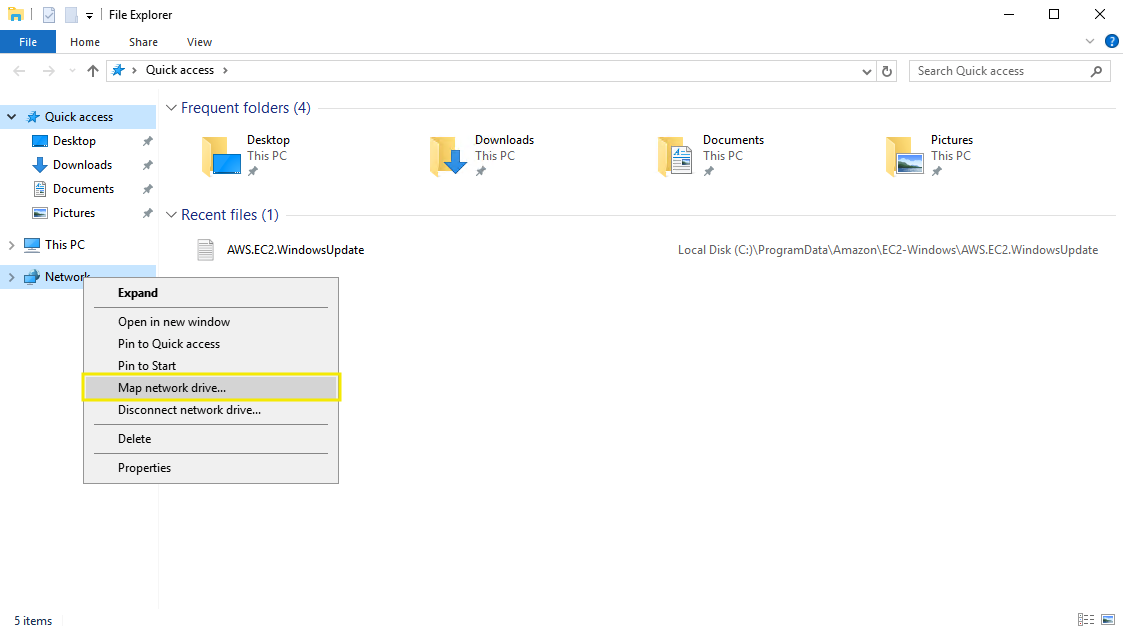 File Explorer
File Home Share View
?
Quick access
Search Quick access
Quick access
Desktop
Downloads
Documents
Pictures
This PC
Network
Frequent folders (4)
Desktop
This PC
Downloads
This PC
Documents
This PC
Pictures
This PC
Recent files (1)
AWS.EC2.WindowsUpdate Local Disk (C:)\ProgramData\Amazon\EC2-Windows\AWS.EC2.WindowsUpdate
Expand
Open in new window
Pin to Quick access
Pin to Start
Map network drive...
Disconnect network drive...
Delete
Properties
5 items